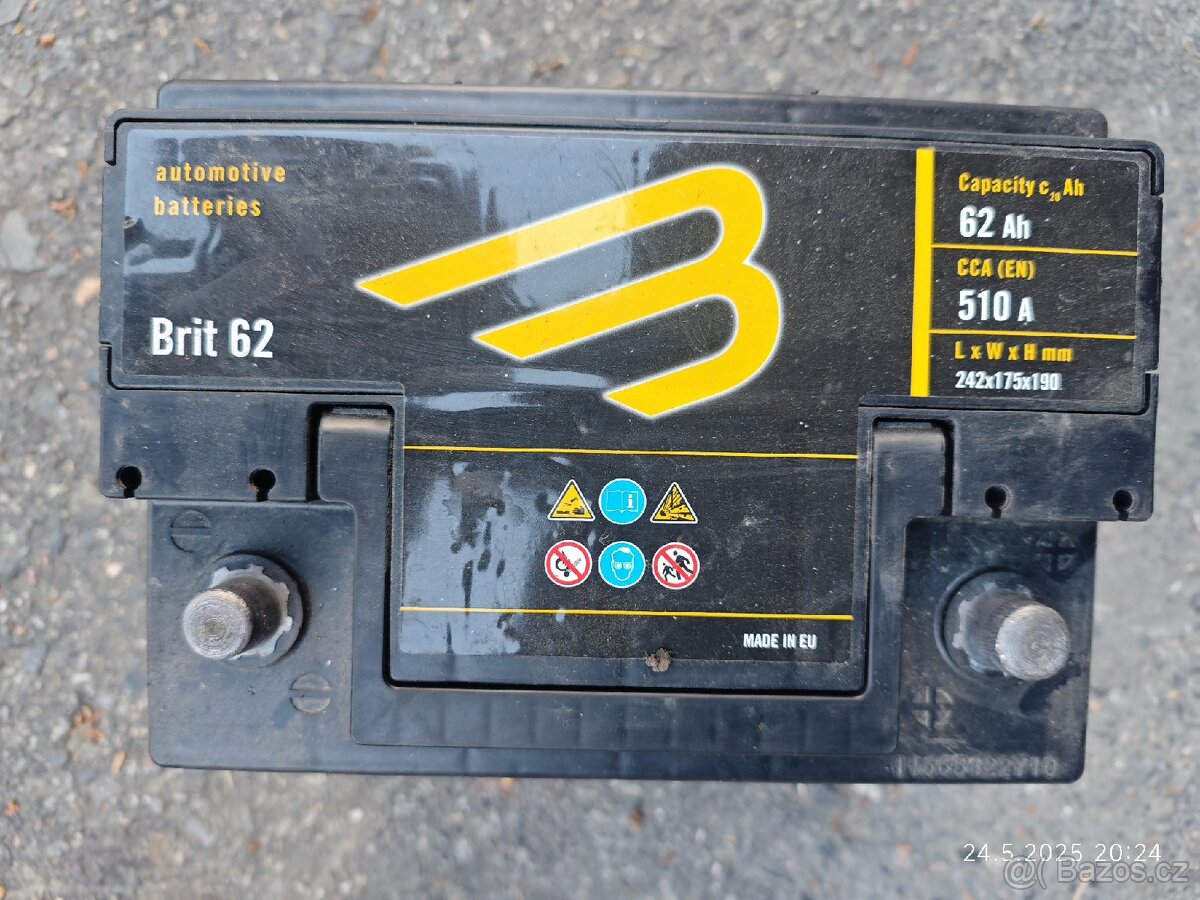 automotive
batteries
Brit 62
Capacity c20 Ah
62 Ah
CCA (EN)
510 A
L x W x H mm
242x175x190
MADE IN EU
24.5.2025 20:24
@( Bazos.cz